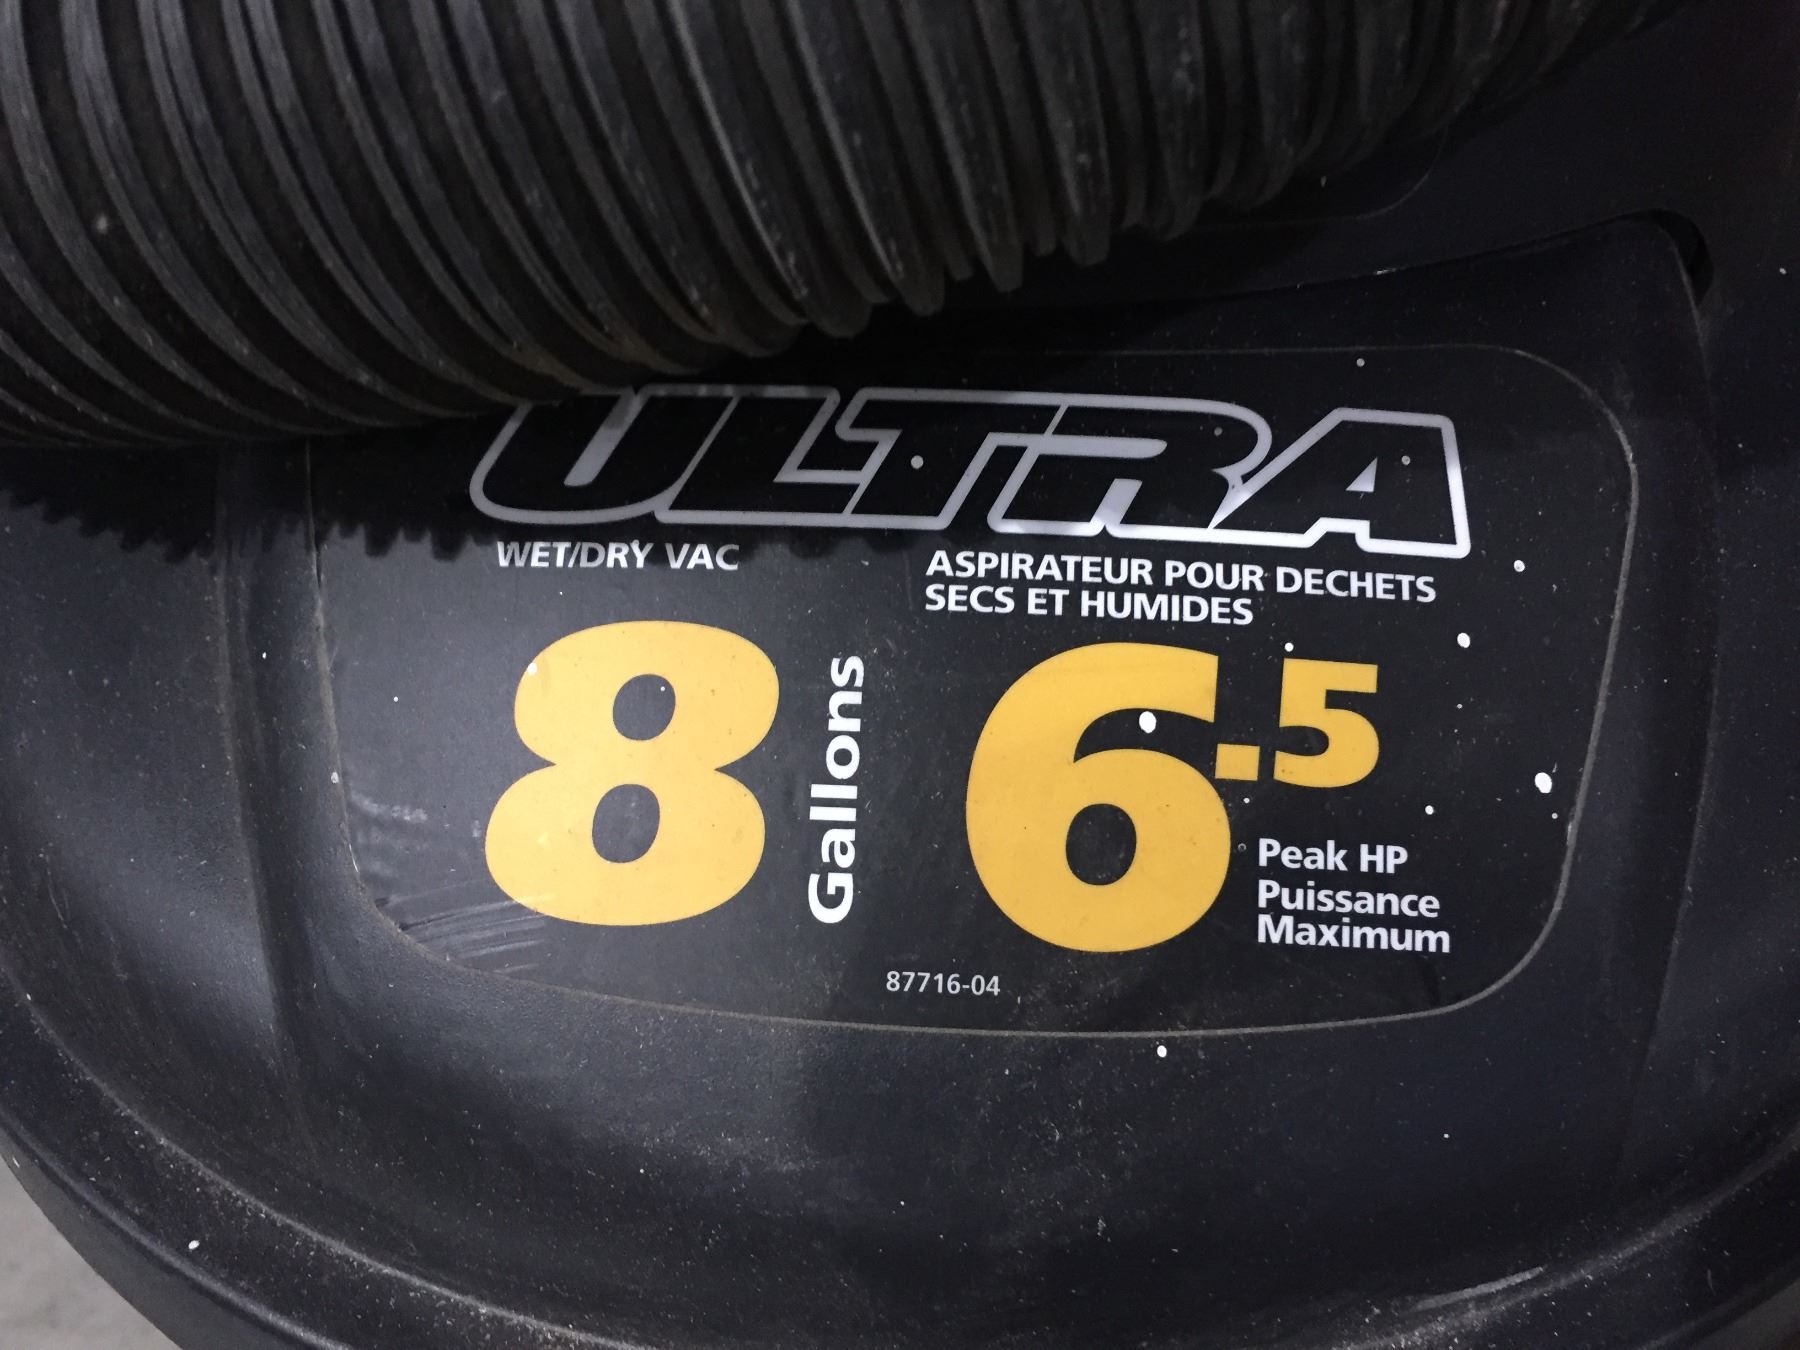 ULTRA
WET/DRY VAC
ASPIRATEUR POUR DECHETS
SECS ET HUMIDES
8
Gallons
6.5
Peak HP
Puissance
Maximum
87716-04